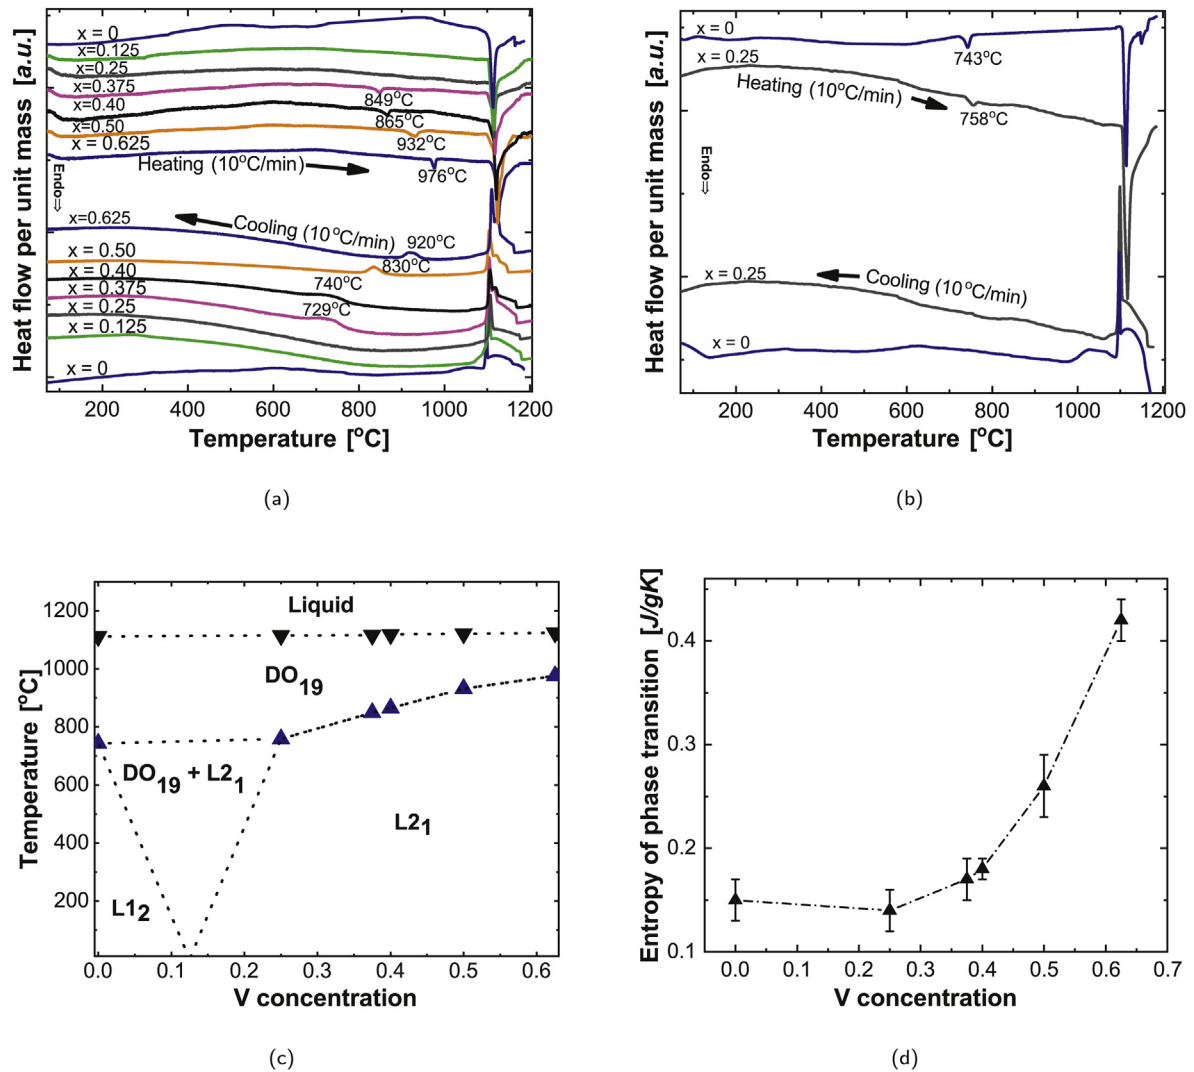 x = 0
x=0.125
x=0.25
x=0.375
x=0.40
x=0.50
x = 0.625
849°C
865°C
932°C
976°C
Heating (10°C/min)
Endo⇒
Cooling (10°C/min)
x=0.625
x = 0.50
x = 0.40
x = 0.375
x = 0.25
x = 0.125
x = 0
920°C
830°C
740°C
729°C
Heat flow per unit mass [a.u.]
200 400 600 800 1000 1200
Temperature [°C]
(a)
x = 0
743°C
x = 0.25
Heating (10°C/min)
758°C
Endo⇒
x = 0.25
Cooling (10°C/min)
x = 0
Heat flow per unit mass [a.u.]
200 400 600 800 1000 1200
Temperature [°C]
(b)
1200
1000
800
600
400
200
Temperature [°C]
Liquid
DO19
DO19 + L21
L21
L12
0.0 0.1 0.2 0.3 0.4 0.5 0.6
V concentration
(c)
0.4
0.3
0.2
0.1
Entropy of phase transition [J/gK]
0.0 0.1 0.2 0.3 0.4 0.5 0.6 0.7
V concentration
(d)